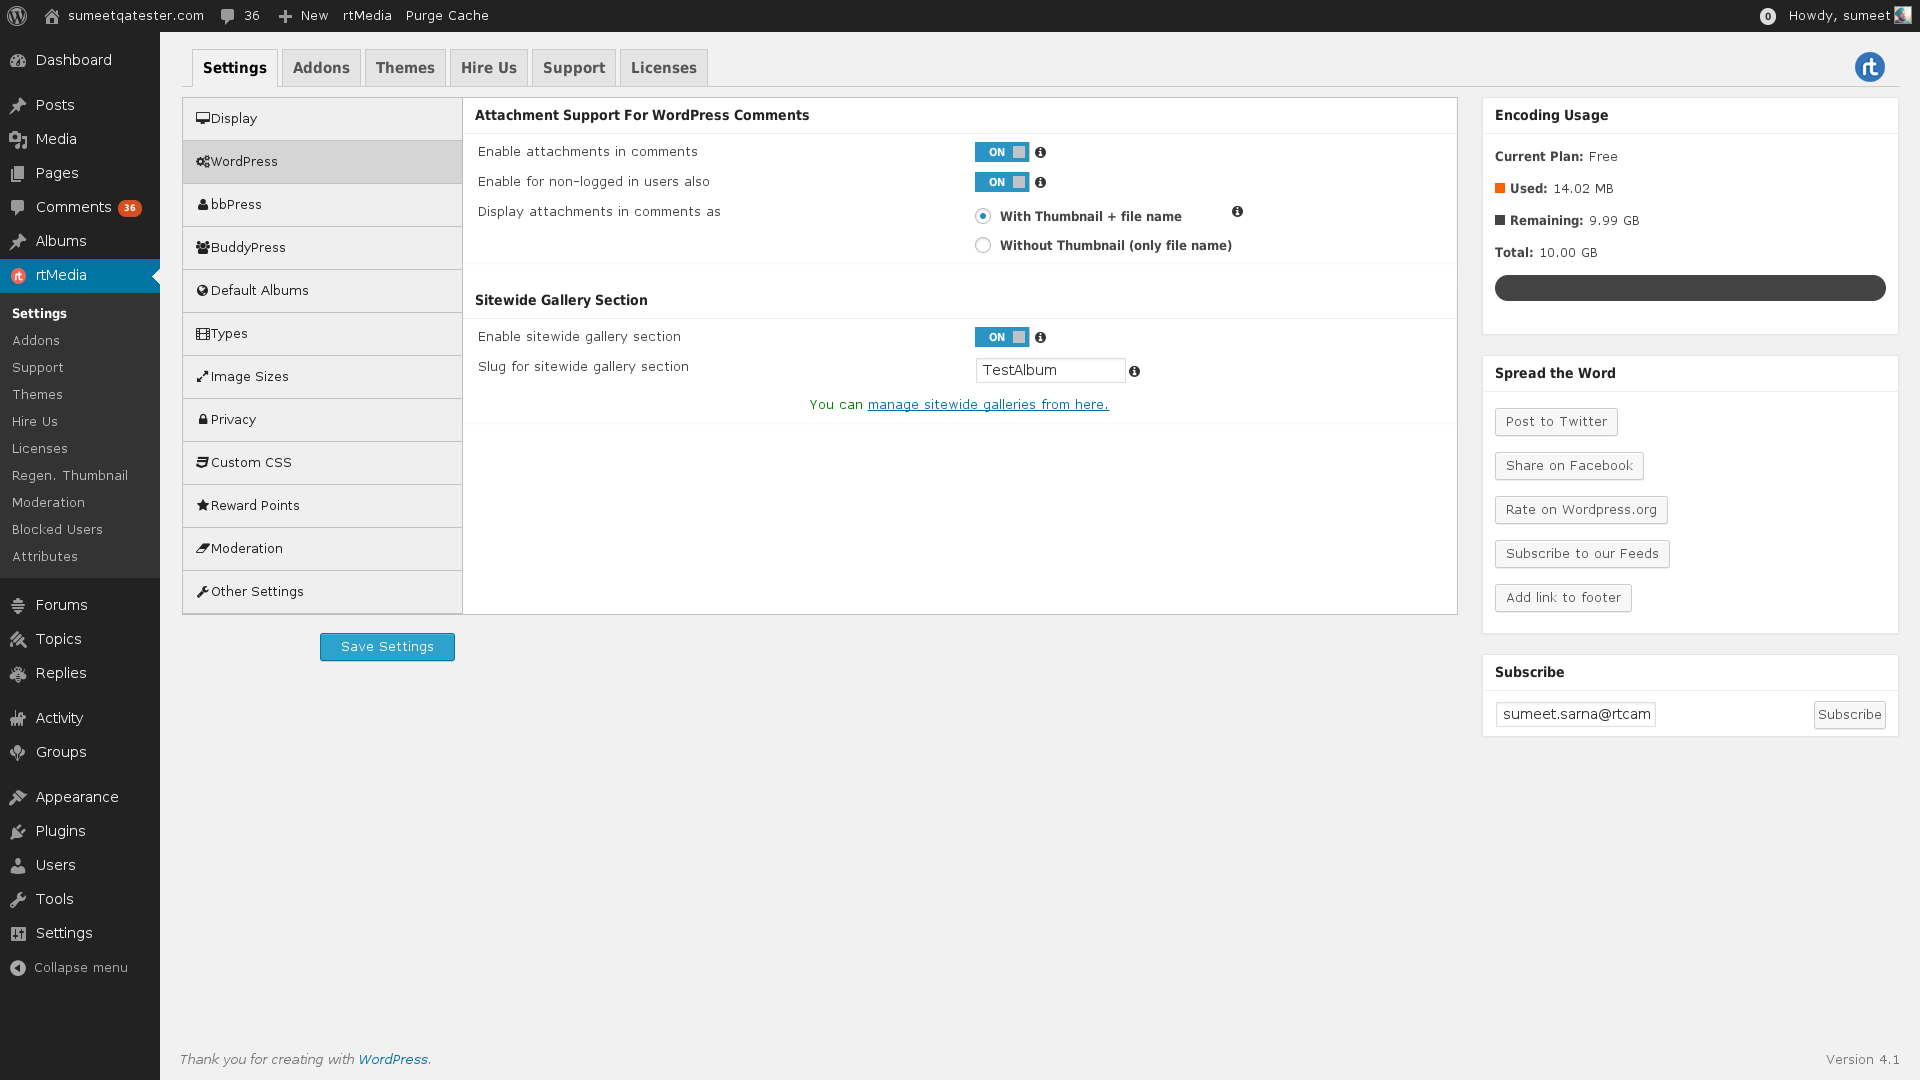 sumeetqatester.com 36 New rtMedia Purge Cache 0 Howdy, sumeet
Dashboard
Posts
Media
Pages
Comments 36
Albums
rtMedia
Settings
Addons
Support
Themes
Hire Us
Licenses
Regen. Thumbnail
Moderation
Blocked Users
Attributes
Forums
Topics
Replies
Activity
Groups
Appearance
Plugins
Users
Tools
Settings
Collapse menu
Settings Addons Themes Hire Us Support Licenses
rt
Display
WordPress
bbPress
BuddyPress
Default Albums
Types
Image Sizes
Privacy
Custom CSS
Reward Points
Moderation
Other Settings
Save Settings
Attachment Support For WordPress Comments
Enable attachments in comments ON
Enable for non-logged in users also ON
Display attachments in comments as With Thumbnail + file name
Without Thumbnail (only file name)
Sitewide Gallery Section
Enable sitewide gallery section ON
Slug for sitewide gallery section TestAlbum
You can manage sitewide galleries from here.
Encoding Usage
Current Plan: Free
Used: 14.02 MB
Remaining: 9.99 GB
Total: 10.00 GB
Spread the Word
Post to Twitter
Share on Facebook
Rate on Wordpress.org
Subscribe to our Feeds
Add link to footer
Subscribe
sumeet.sarna@rtcam Subscribe
Thank you for creating with WordPress. Version 4.1